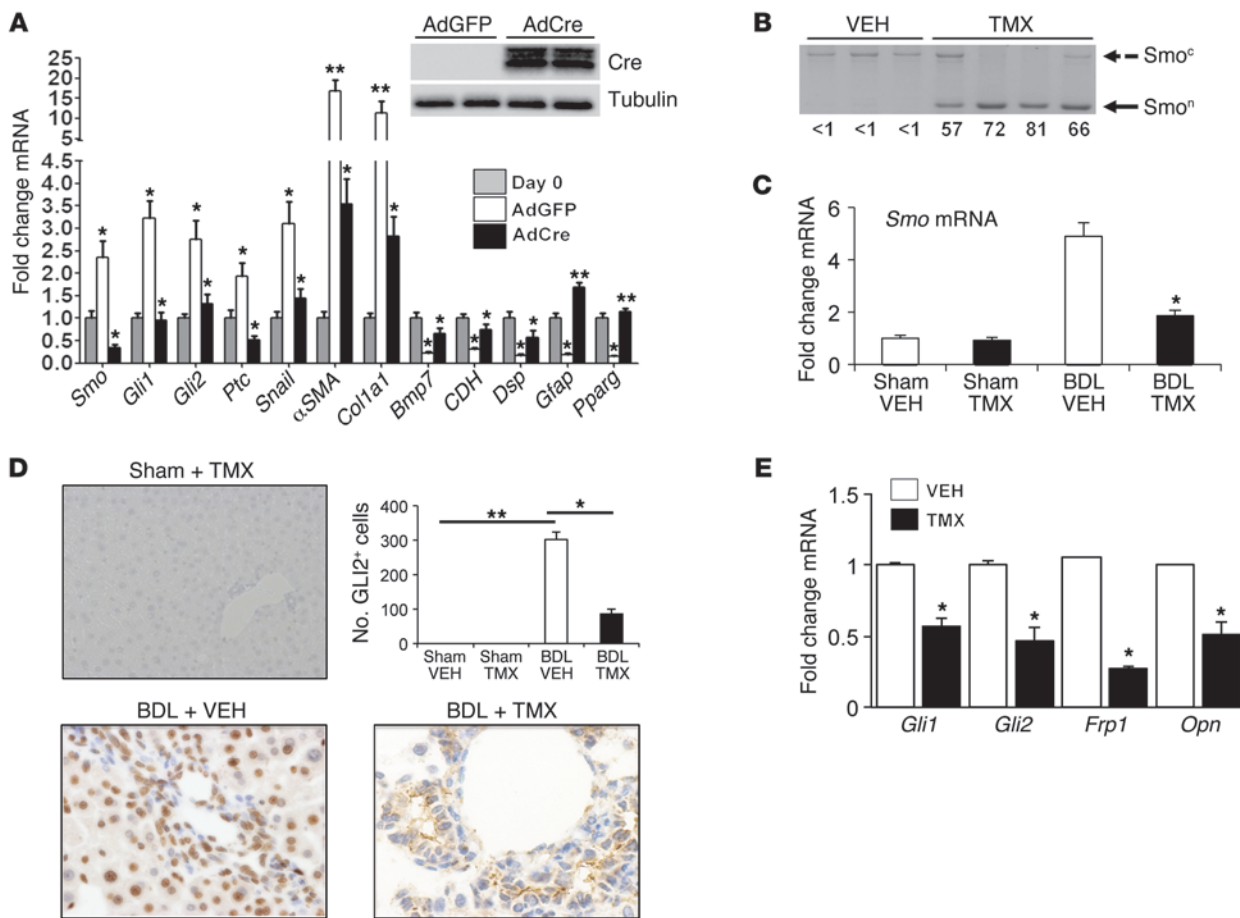 A
AdGFP AdCre
Cre
Tubulin
Fold change mRNA
25
20
15
10
5
4.0
3.5
3.0
2.5
2.0
1.5
1.0
0.5
0.0
** ** * * * * * * * * * * * * * * * * * * ** * **
Day 0
AdGFP
AdCre
Smo Gli1 Gli2 Ptc Snail αSMA Col1a1 Bmp7 CDH Dsp Gfap Pparg
B
VEH TMX
Smoᶜ
Smoⁿ
<1 <1 <1 57 72 81 66
C
Smo mRNA
Fold change mRNA
6
4
2
0
*
Sham VEH
Sham TMX
BDL VEH
BDL TMX
D
Sham + TMX
No. GLI2⁺ cells
400
300
200
100
0
** *
Sham VEH
Sham TMX
BDL VEH
BDL TMX
BDL + VEH
BDL + TMX
E
VEH
TMX
Fold change mRNA
1.5
1
0.5
0
* * * *
Gli1 Gli2 Frp1 Opn